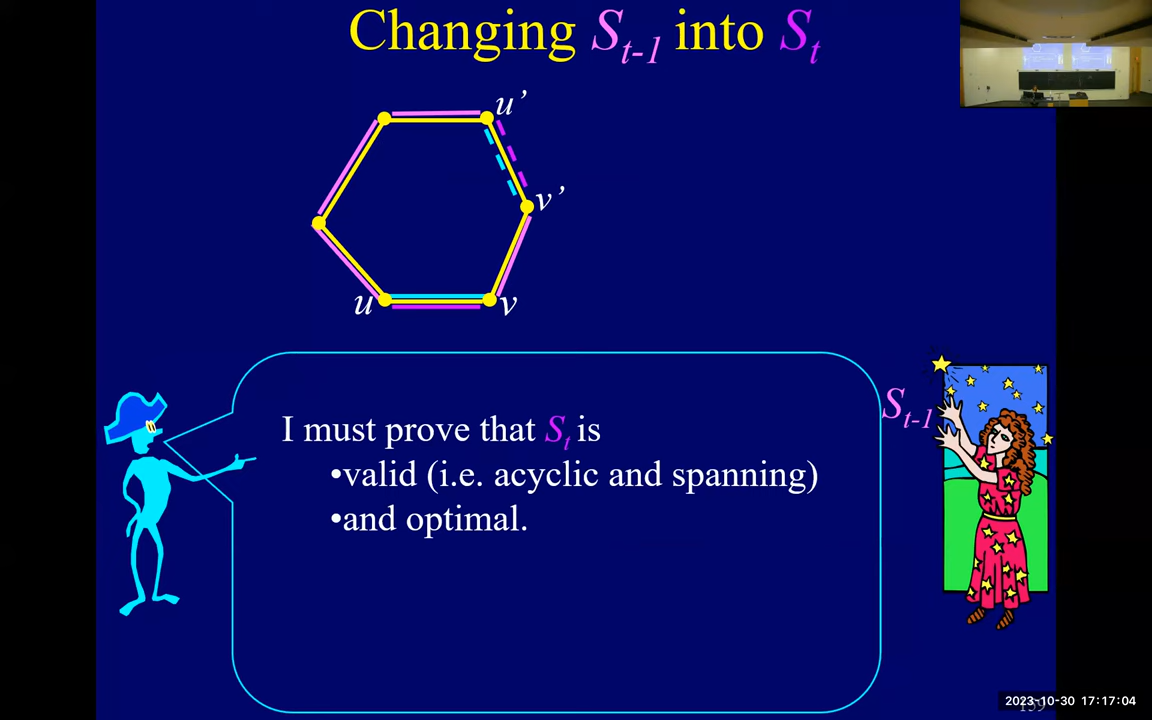 Changing St-1 into St
u’
v’
u
v
St-1
I must prove that St is
•valid (i.e. acyclic and spanning)
•and optimal.
2023-10-30 17:17:04